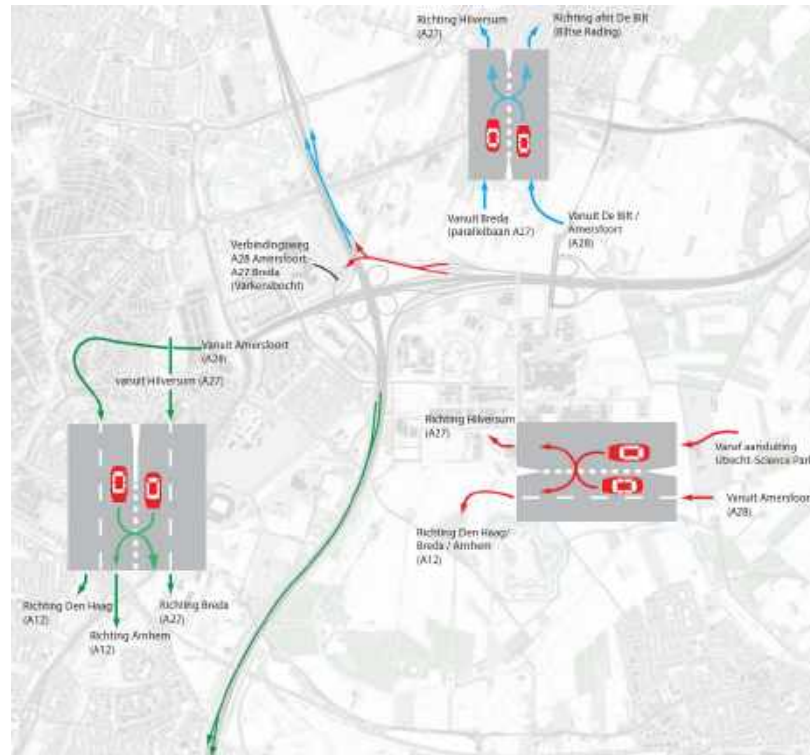 Richting Hilversum
(A27)
Richting afrit De Bilt
(Biltse Rading)
Vanuit Breda
(parallelbaan A27)
Vanuit De Bilt /
Amersfoort
(A28)
Verbindingsweg
A28 Amersfoort
A27 Breda
(Varkensbocht)
Vanuit Amersfoort
(A28)
vanuit Hilversum (A27)
Richting Hilversum
(A27)
Vanaf aansluiting
Utrecht-Science Park
Vanuit Amersfoort
(A28)
Richting Den Haag/
Breda / Arnhem
(A12)
Richting Den Haag
(A12)
Richting Arnhem
(A12)
Richting Breda
(A27)